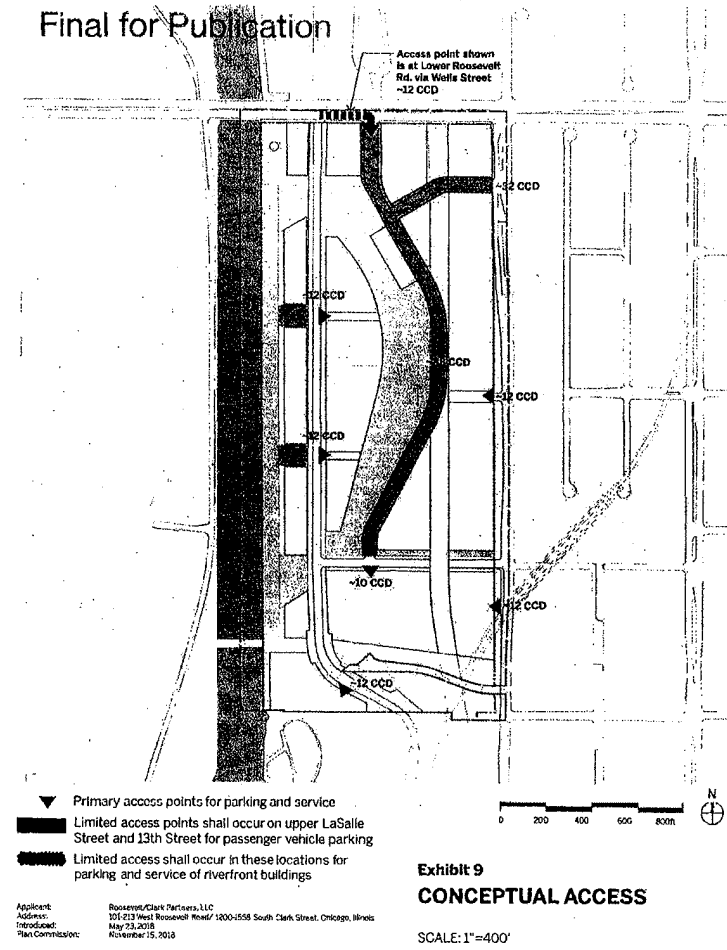 Final for Publication
Access point shown
is at Lower Roosevelt
Rd. via Wells Street
~12 CCD
~32 CCD
~12 CCD
CCD
~12 CCD
~12 CCD
~10 CCD
~12 CCD
~12 CCD
Primary access points for parking and service
Limited access points shall occur on upper LaSalle
Street and 13th Street for passenger vehicle parking
Limited access shall occur in these locations for
parking and service of riverfront buildings
N
0 200 400 600 800ft
Exhibit 9
CONCEPTUAL ACCESS
SCALE: 1"=400'
Applicant: Roosevelt/Clark Partners, LLC
Address: 101-213 West Roosevelt Road/ 1200-1558 South Clark Street, Chicago, Illinois
Introduced: May 23, 2018
Plan Commission: November 15, 2018